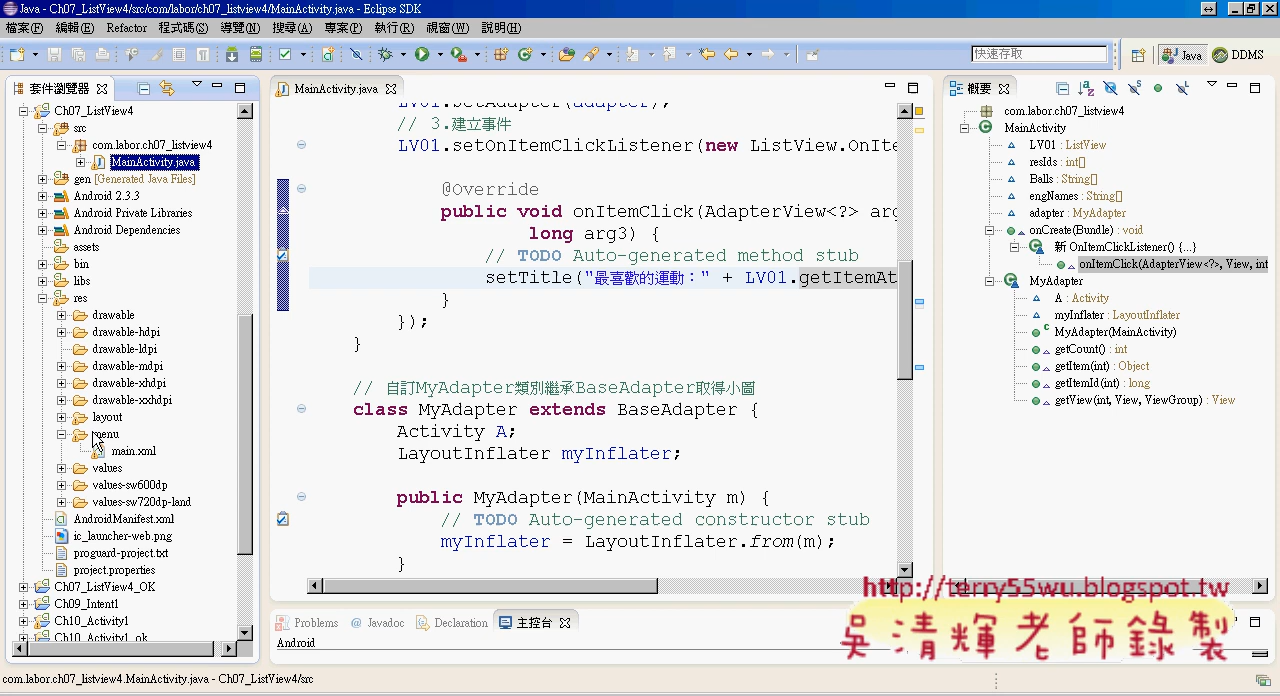 Java - Ch07_ListView4/src/com/labor/ch07_listview4/MainActivity.java - Eclipse SDK
檔案(F) 編輯(E) Refactor 程式碼(S) 導覽(N) 搜尋(A) 專案(P) 執行(R) 視窗(W) 說明(H)
快速存取 Java DDMS
套件瀏覽器
Ch07_ListView4
src
com.labor.ch07_listview4
MainActivity.java
gen [Generated Java Files]
Android 2.3.3
Android Private Libraries
Android Dependencies
assets
bin
libs
res
drawable
drawable-hdpi
drawable-ldpi
drawable-mdpi
drawable-xhdpi
drawable-xxhdpi
layout
menu
main.xml
values
values-sw600dp
values-sw720dp-land
AndroidManifest.xml
ic_launcher-web.png
proguard-project.txt
project.properties
Ch07_ListView4_OK
Ch09_Intent1
Ch10_Activity1
Ch10_Activity1_ok
MainActivity.java
LV01.setAdapter(adapter);
// 3.建立事件
LV01.setOnItemClickListener(new ListView.OnIte
@Override
public void onItemClick(AdapterView<?> arg
long arg3) {
// TODO Auto-generated method stub
setTitle("最喜歡的運動：" + LV01.getItemAt
}
});
}
// 自訂MyAdapter類別繼承BaseAdapter取得小圖
class MyAdapter extends BaseAdapter {
Activity A;
LayoutInflater myInflater;
public MyAdapter(MainActivity m) {
// TODO Auto-generated constructor stub
myInflater = LayoutInflater.from(m);
}
概要
com.labor.ch07_listview4
MainActivity
LV01 : ListView
resIds : int[]
Balls : String[]
engNames : String[]
adapter : MyAdapter
onCreate(Bundle) : void
新 OnItemClickListener() {...}
onItemClick(AdapterView<?>, View, int
MyAdapter
A : Activity
myInflater : LayoutInflater
MyAdapter(MainActivity)
getCount() : int
getItem(int) : Object
getItemId(int) : long
getView(int, View, ViewGroup) : View
Problems Javadoc Declaration 主控台
Android
http://terry55wu.blogspot.tw
吳清輝老師錄製
com.labor.ch07_listview4.MainActivity.java - Ch07_ListView4/src